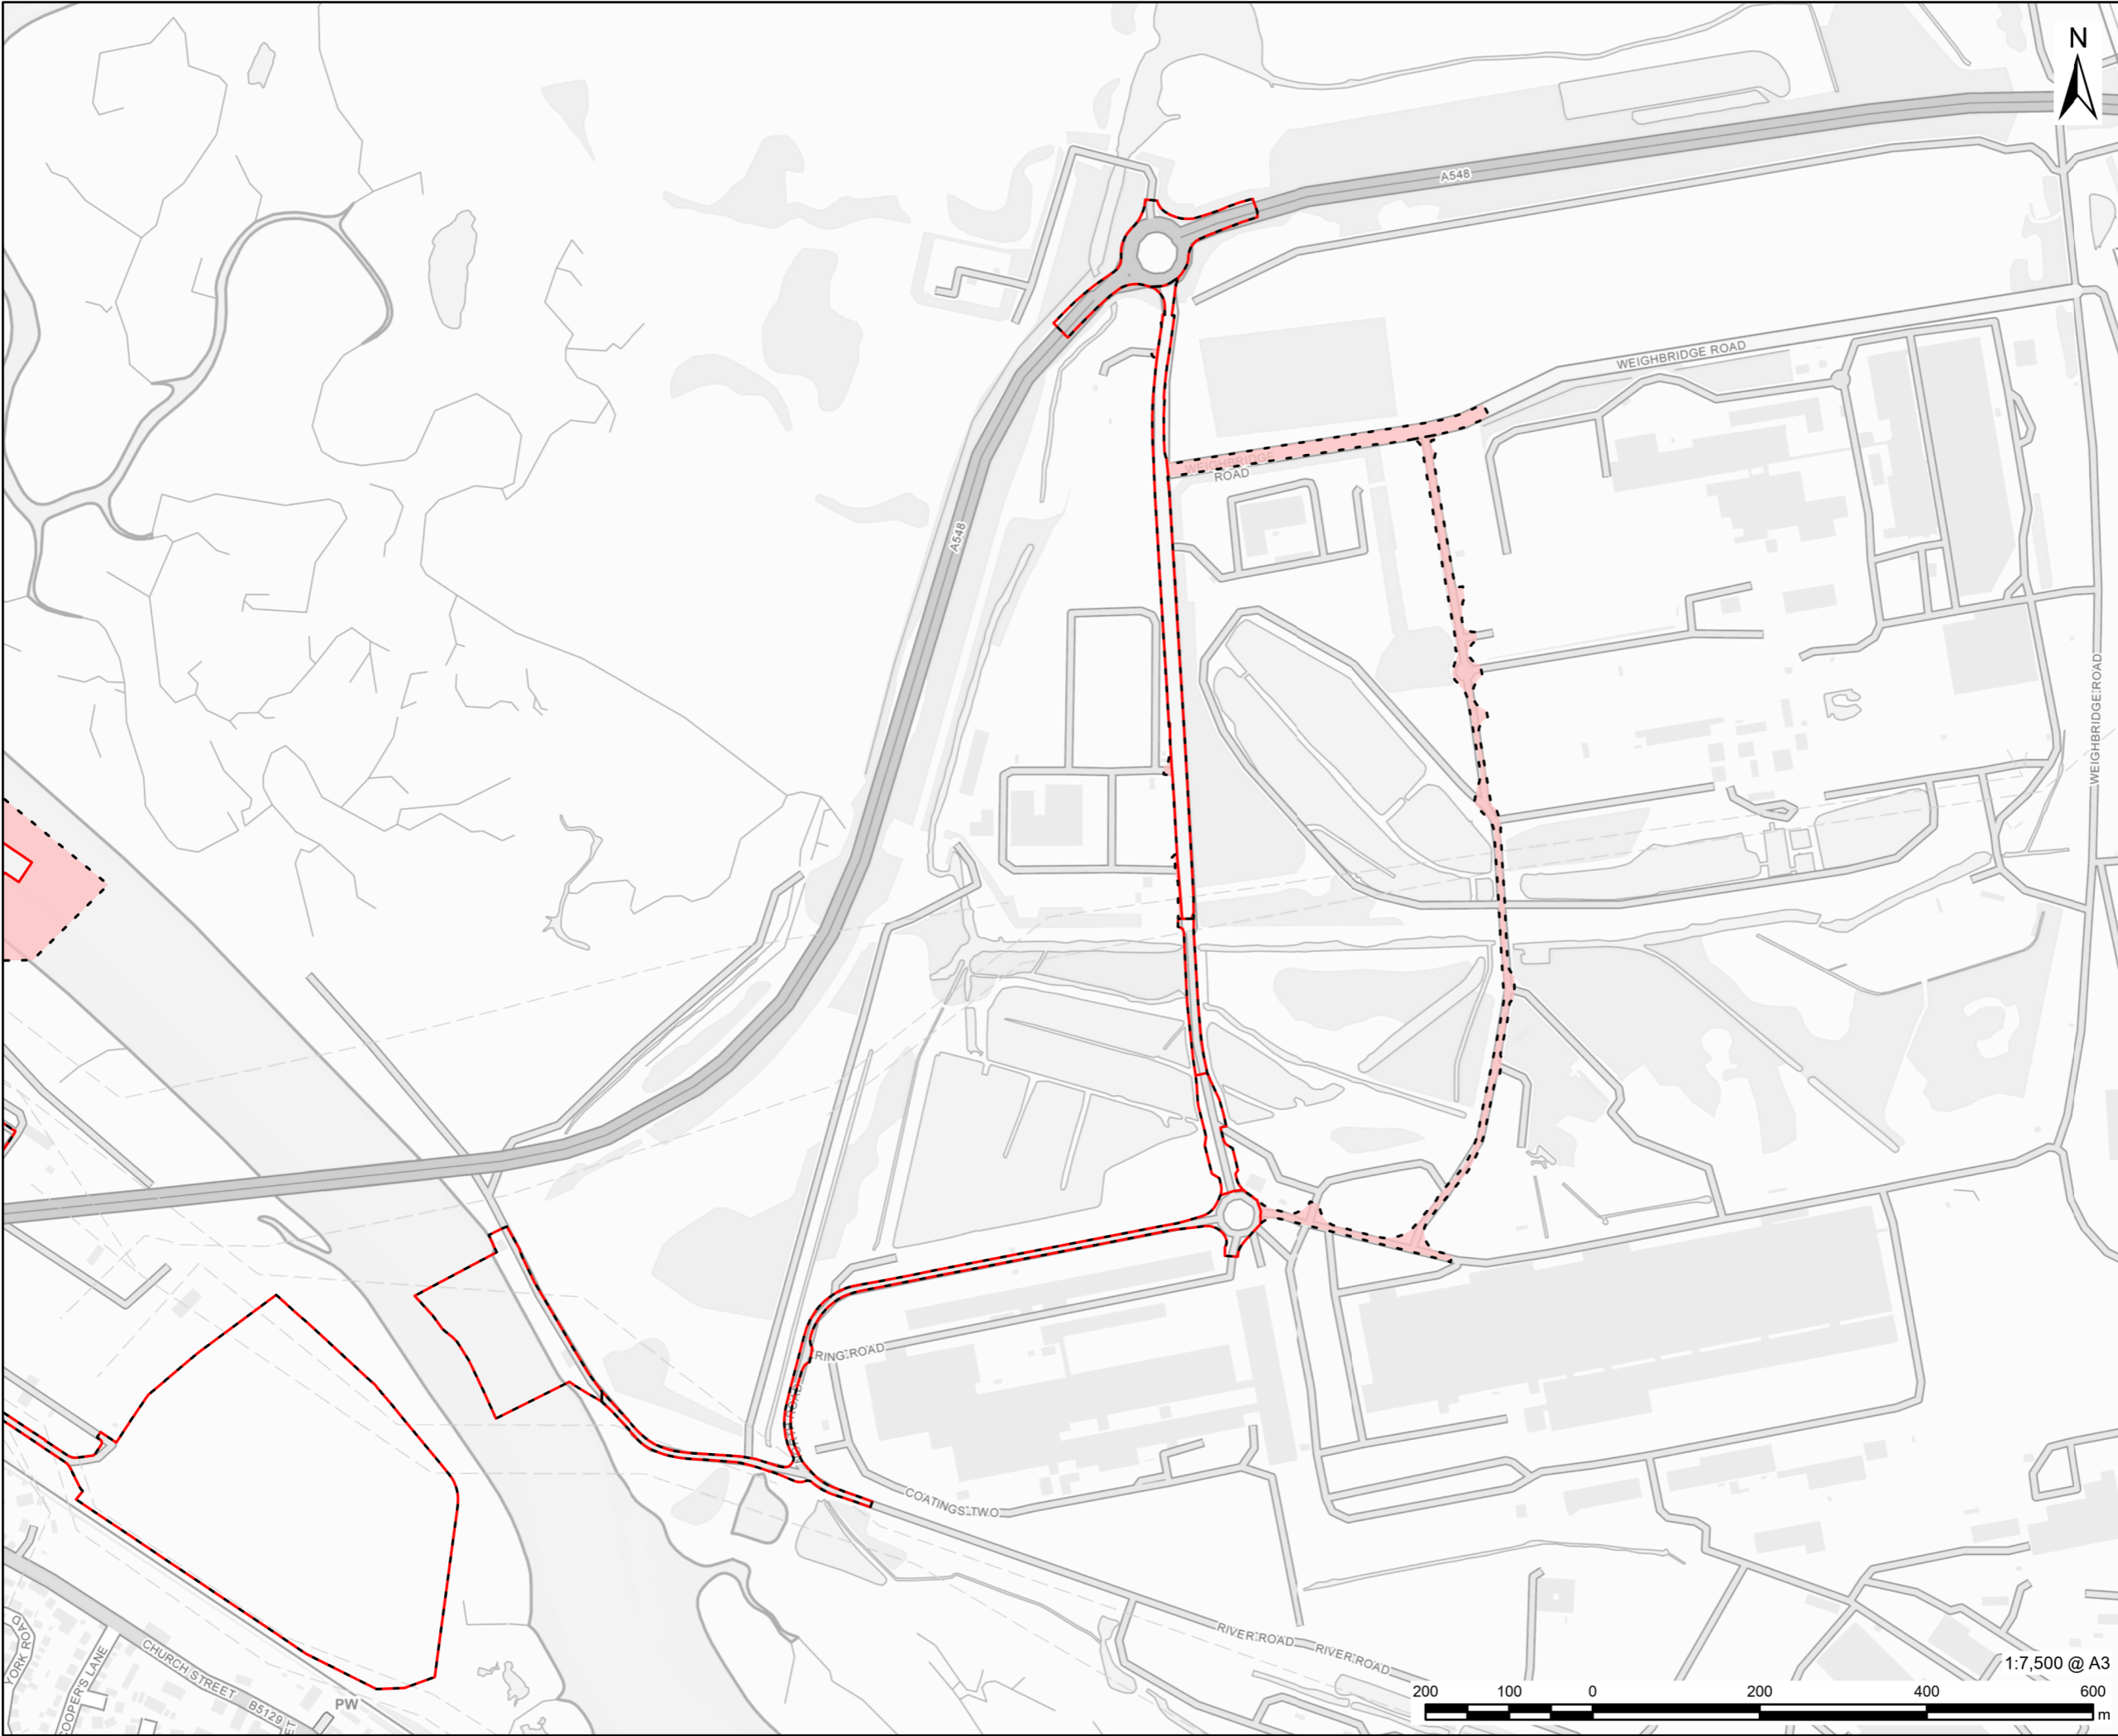 N
A548
WEIGHBRIDGE ROAD
WEIGHBRIDGE
ROAD
A548
WEIGHBRIDGE ROAD
RING ROAD
COATINGS TWO
RIVER ROAD
RIVER ROAD
YORK ROAD
COOPER'S LANE
CHURCH STREET
B5129
PW
1:7,500 @ A3
200 100 0 200 400 600
m